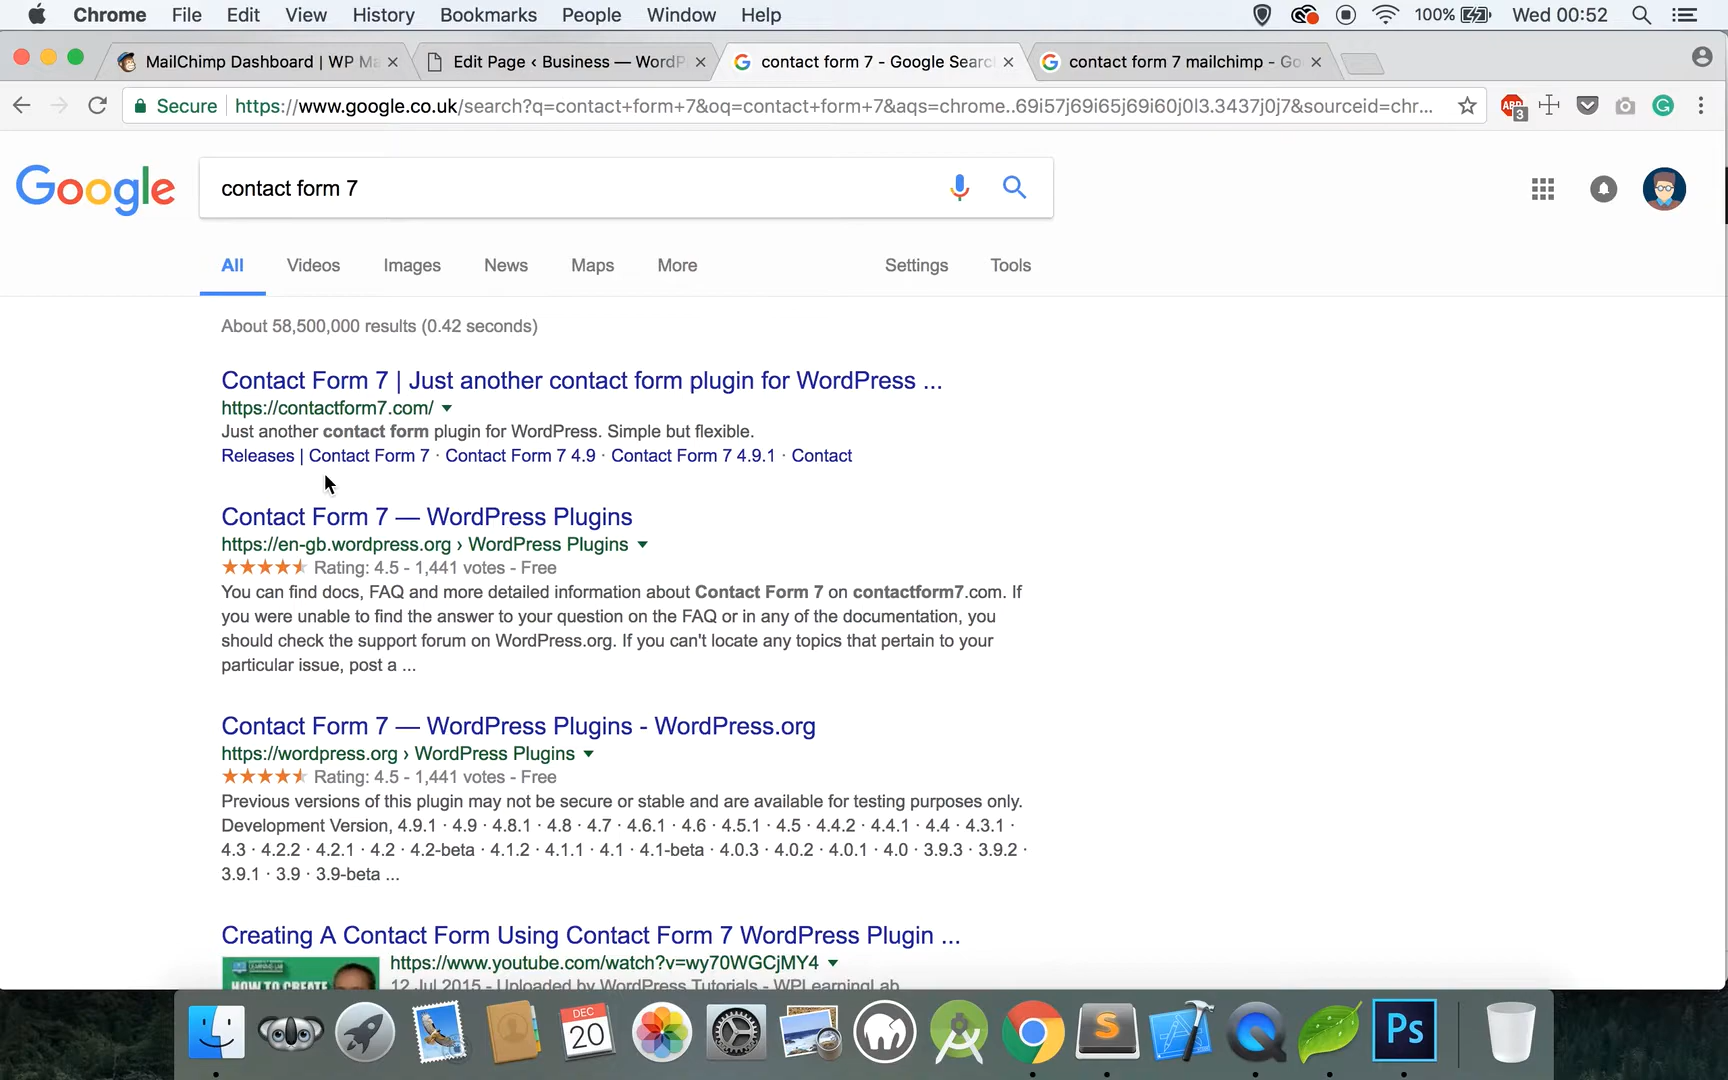 Chrome File Edit View History Bookmarks People Window Help 100% Wed 00:52
MailChimp Dashboard | WP Ma Edit Page ‹ Business — WordP contact form 7 - Google Searc contact form 7 mailchimp - Go
Secure https://www.google.co.uk/search?q=contact+form+7&oq=contact+form+7&aqs=chrome..69i57j69i65j69i60j0l3.3437j0j7&sourceid=chr... ABP 3
Google contact form 7
All Videos Images News Maps More Settings Tools
About 58,500,000 results (0.42 seconds)
Contact Form 7 | Just another contact form plugin for WordPress ...
https://contactform7.com/
Just another contact form plugin for WordPress. Simple but flexible.
Releases | Contact Form 7 · Contact Form 7 4.9 · Contact Form 7 4.9.1 · Contact
Contact Form 7 — WordPress Plugins
https://en-gb.wordpress.org › WordPress Plugins
Rating: 4.5 - 1,441 votes - Free
You can find docs, FAQ and more detailed information about Contact Form 7 on contactform7.com. If
you were unable to find the answer to your question on the FAQ or in any of the documentation, you
should check the support forum on WordPress.org. If you can't locate any topics that pertain to your
particular issue, post a ...
Contact Form 7 — WordPress Plugins - WordPress.org
https://wordpress.org › WordPress Plugins
Rating: 4.5 - 1,441 votes - Free
Previous versions of this plugin may not be secure or stable and are available for testing purposes only.
Development Version, 4.9.1 · 4.9 · 4.8.1 · 4.8 · 4.7 · 4.6.1 · 4.6 · 4.5.1 · 4.5 · 4.4.2 · 4.4.1 · 4.4 · 4.3.1 ·
4.3 · 4.2.2 · 4.2.1 · 4.2 · 4.2-beta · 4.1.2 · 4.1.1 · 4.1 · 4.1-beta · 4.0.3 · 4.0.2 · 4.0.1 · 4.0 · 3.9.3 · 3.9.2 ·
3.9.1 · 3.9 · 3.9-beta ...
Creating A Contact Form Using Contact Form 7 WordPress Plugin ...
https://www.youtube.com/watch?v=wy70WGCjMY4
LEARNING LAB
HOW TO CREATE
12 Jul 2015 - Uploaded by WordPress Tutorials - WPLearningLab
DEC
20
S
Ps